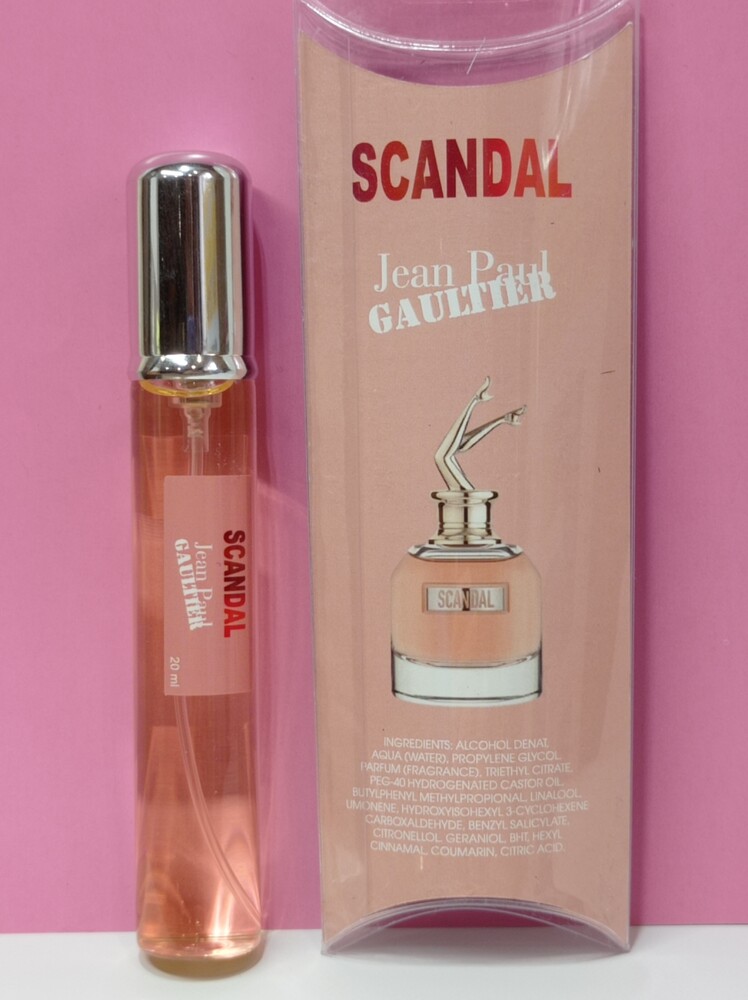 SCANDAL
Jean Paul
GAULTIER
20 ml
SCANDAL
Jean Paul
GAULTIER
SCANDAL
INGREDIENTS: ALCOHOL DENAT,
AQUA (WATER), PROPYLENE GLYCOL,
PARFUM (FRAGRANCE), TRIETHYL CITRATE,
PEG-40 HYDROGENATED CASTOR OIL,
BUTYLPHENYL METHYLPROPIONAL, LINALOOL,
LIMONENE, HYDROXYISOHEXYL 3-CYCLOHEXENE
CARBOXALDEHYDE, BENZYL SALICYLATE,
CITRONELLOL, GERANIOL, BHT, HEXYL
CINNAMAL, COUMARIN, CITRIC ACID.